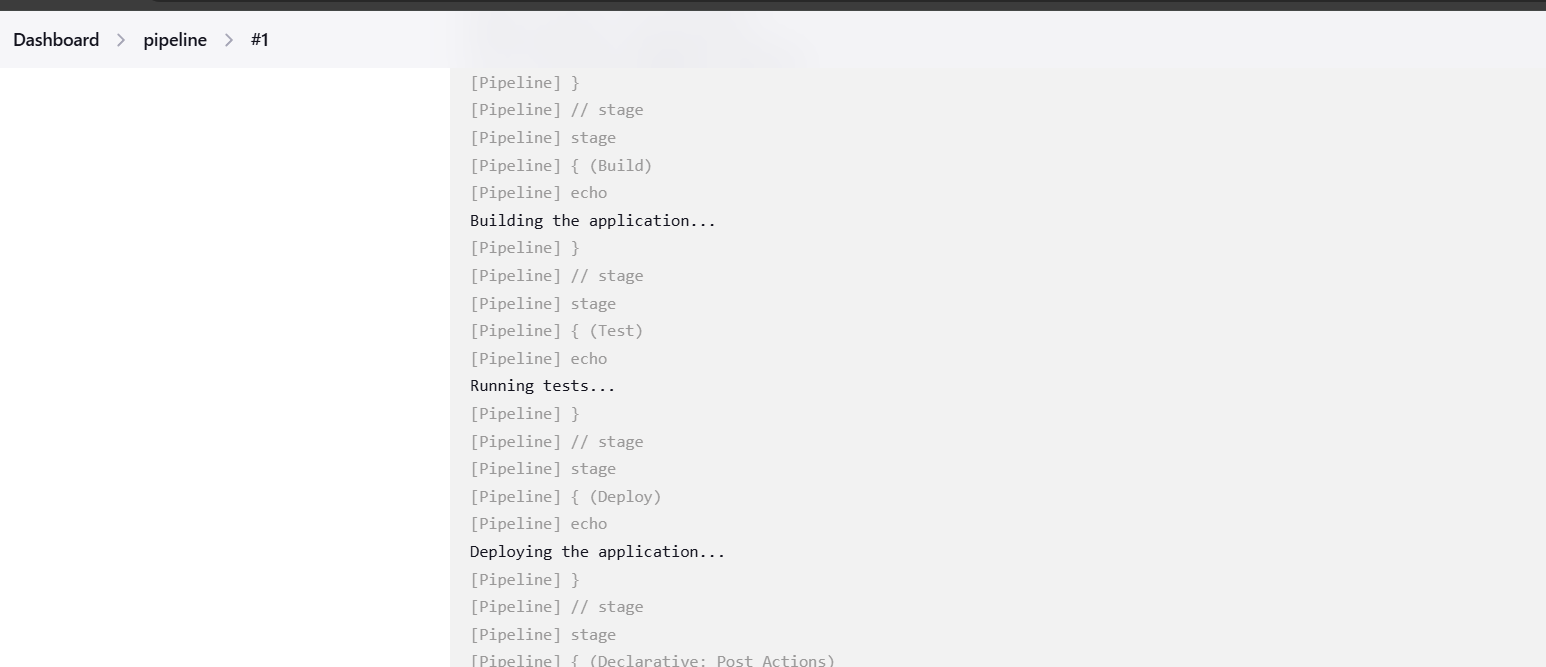 Dashboard > pipeline > #1
[Pipeline] }
[Pipeline] // stage
[Pipeline] stage
[Pipeline] { (Build)
[Pipeline] echo
Building the application...
[Pipeline] }
[Pipeline] // stage
[Pipeline] stage
[Pipeline] { (Test)
[Pipeline] echo
Running tests...
[Pipeline] }
[Pipeline] // stage
[Pipeline] stage
[Pipeline] { (Deploy)
[Pipeline] echo
Deploying the application...
[Pipeline] }
[Pipeline] // stage
[Pipeline] stage
[Pipeline] { (Declarative: Post Actions)